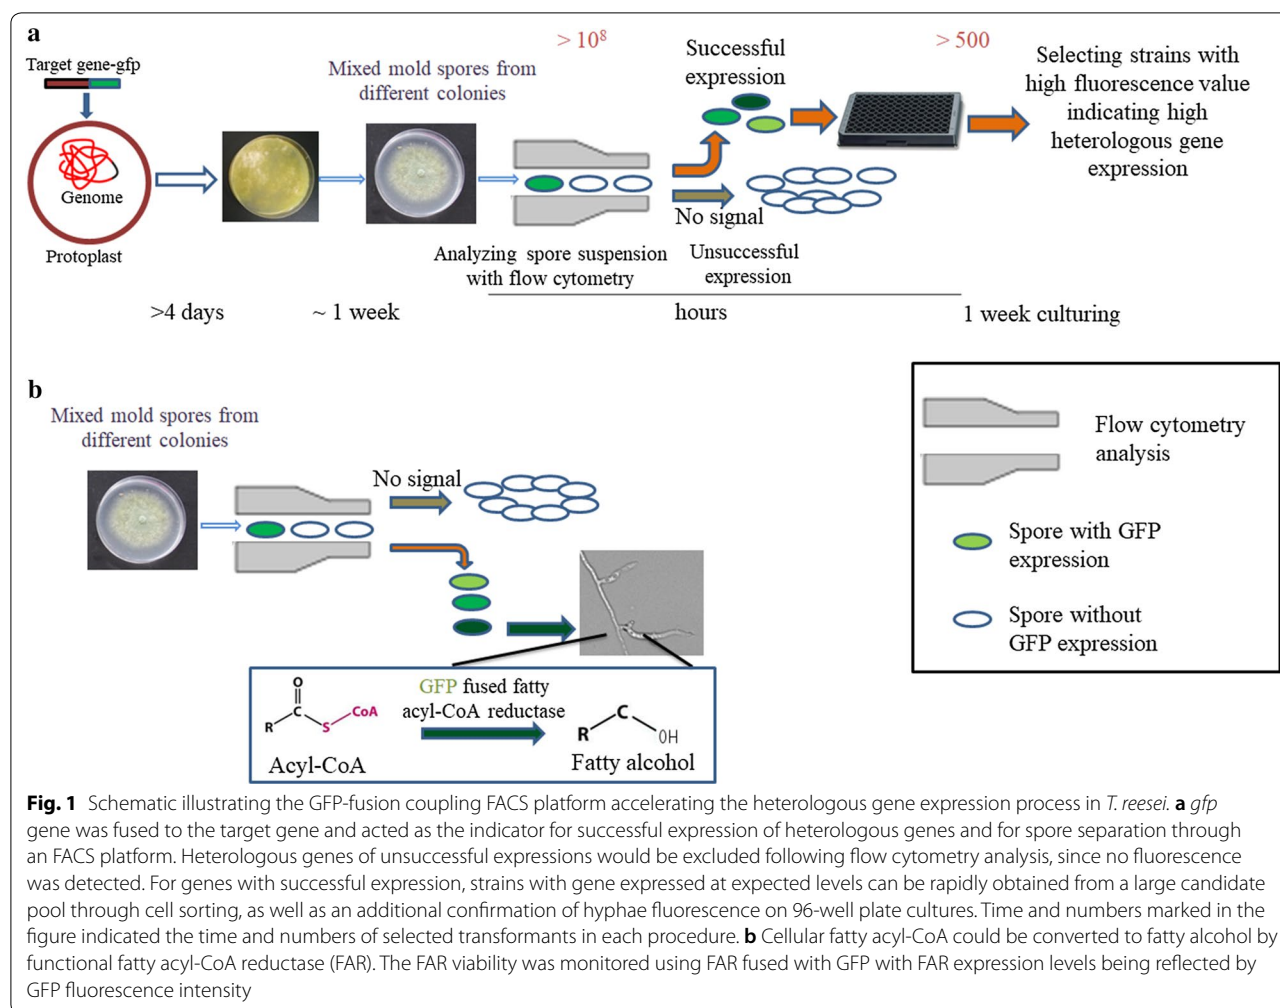 a
Target gene-gfp
Genome
Protoplast
Mixed mold spores from
different colonies
> 10⁸
Analyzing spore suspension
with flow cytometry
Successful
expression
No signal
Unsuccessful
expression
> 500
Selecting strains with
high fluorescence value
indicating high
heterologous gene
expression
>4 days
~ 1 week
hours
1 week culturing
b
Mixed mold spores from
different colonies
No signal
O
C
R
S
CoA
Acyl-CoA
GFP fused fatty
acyl-CoA reductase
C
R
OH
Fatty alcohol
Flow cytometry
analysis
Spore with GFP
expression
Spore without
GFP expression
Fig. 1 Schematic illustrating the GFP-fusion coupling FACS platform accelerating the heterologous gene expression process in T. reesei. a gfp
gene was fused to the target gene and acted as the indicator for successful expression of heterologous genes and for spore separation through
an FACS platform. Heterologous genes of unsuccessful expressions would be excluded following flow cytometry analysis, since no fluorescence
was detected. For genes with successful expression, strains with gene expressed at expected levels can be rapidly obtained from a large candidate
pool through cell sorting, as well as an additional confirmation of hyphae fluorescence on 96-well plate cultures. Time and numbers marked in the
figure indicated the time and numbers of selected transformants in each procedure. b Cellular fatty acyl-CoA could be converted to fatty alcohol by
functional fatty acyl-CoA reductase (FAR). The FAR viability was monitored using FAR fused with GFP with FAR expression levels being reflected by
GFP fluorescence intensity